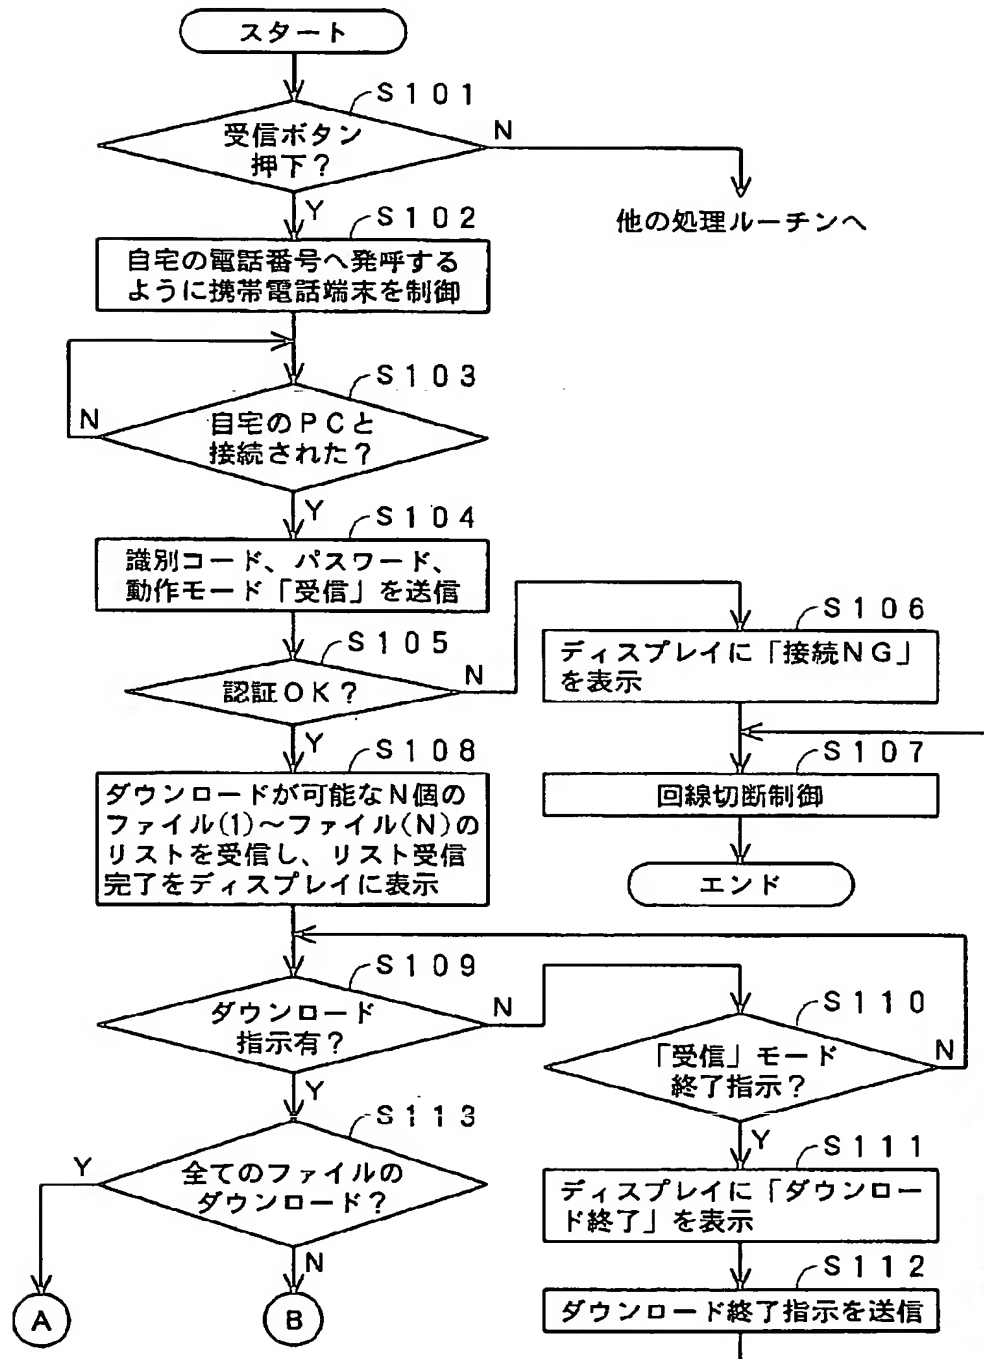 スタート
S101
受信ボタン
押下?
N
Y
他の処理ルーチンへ
S102
自宅の電話番号へ発呼する
ように携帯電話端末を制御
S103
自宅のPCと
接続された?
N
Y
S104
識別コード、パスワード、
動作モード「受信」を送信
S105
認証OK?
N
Y
S106
ディスプレイに「接続NG」
を表示
S107
回線切断制御
エンド
S108
ダウンロードが可能なN個の
ファイル(1)~ファイル(N)の
リストを受信し、リスト受信
完了をディスプレイに表示
S109
ダウンロード
指示有?
N
Y
S110
「受信」モード
終了指示?
N
Y
S111
ディスプレイに「ダウンロー
ド終了」を表示
S112
ダウンロード終了指示を送信
S113
全てのファイルの
ダウンロード?
Y
N
A
B